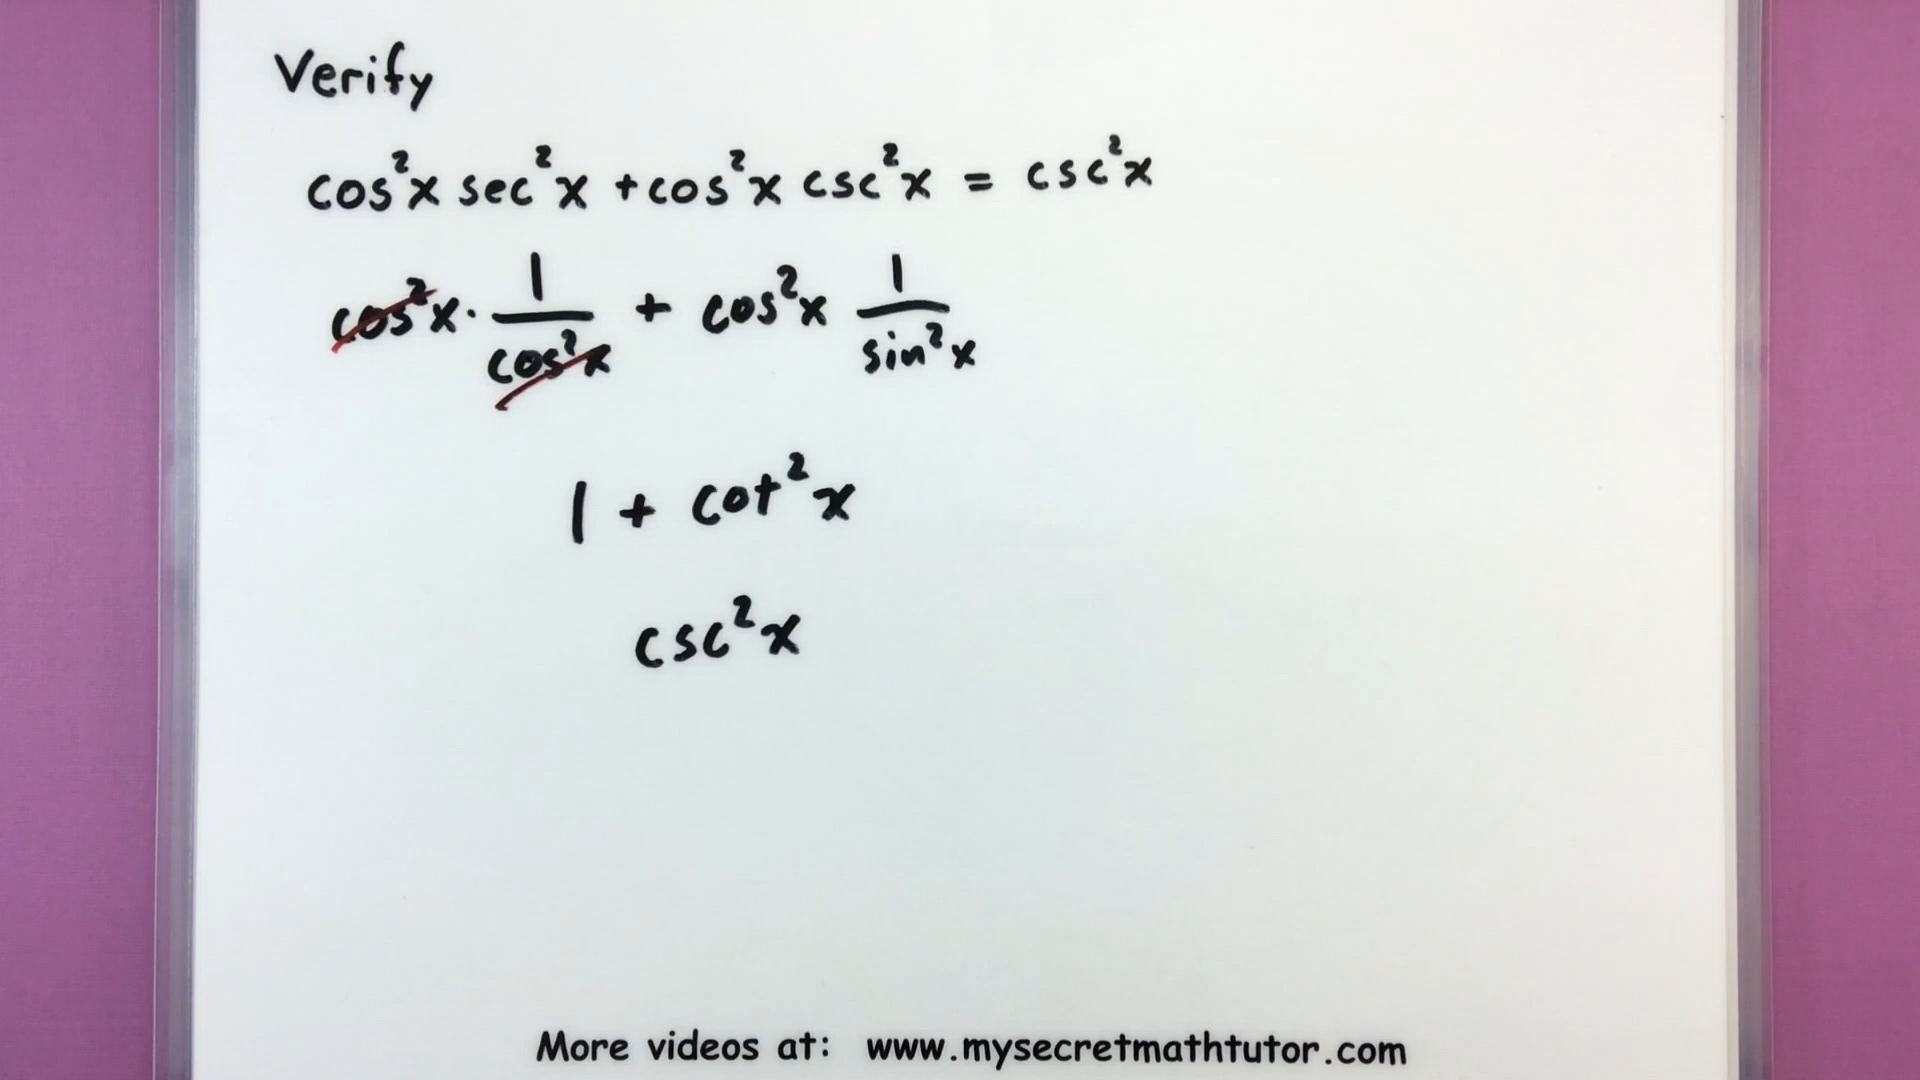 Verify
cos²x sec²x + cos²x csc²x = csc²x
cos²x · 1/cos²x + cos²x 1/sin²x
1 + cot²x
csc²x
More videos at: www.mysecretmathtutor.com